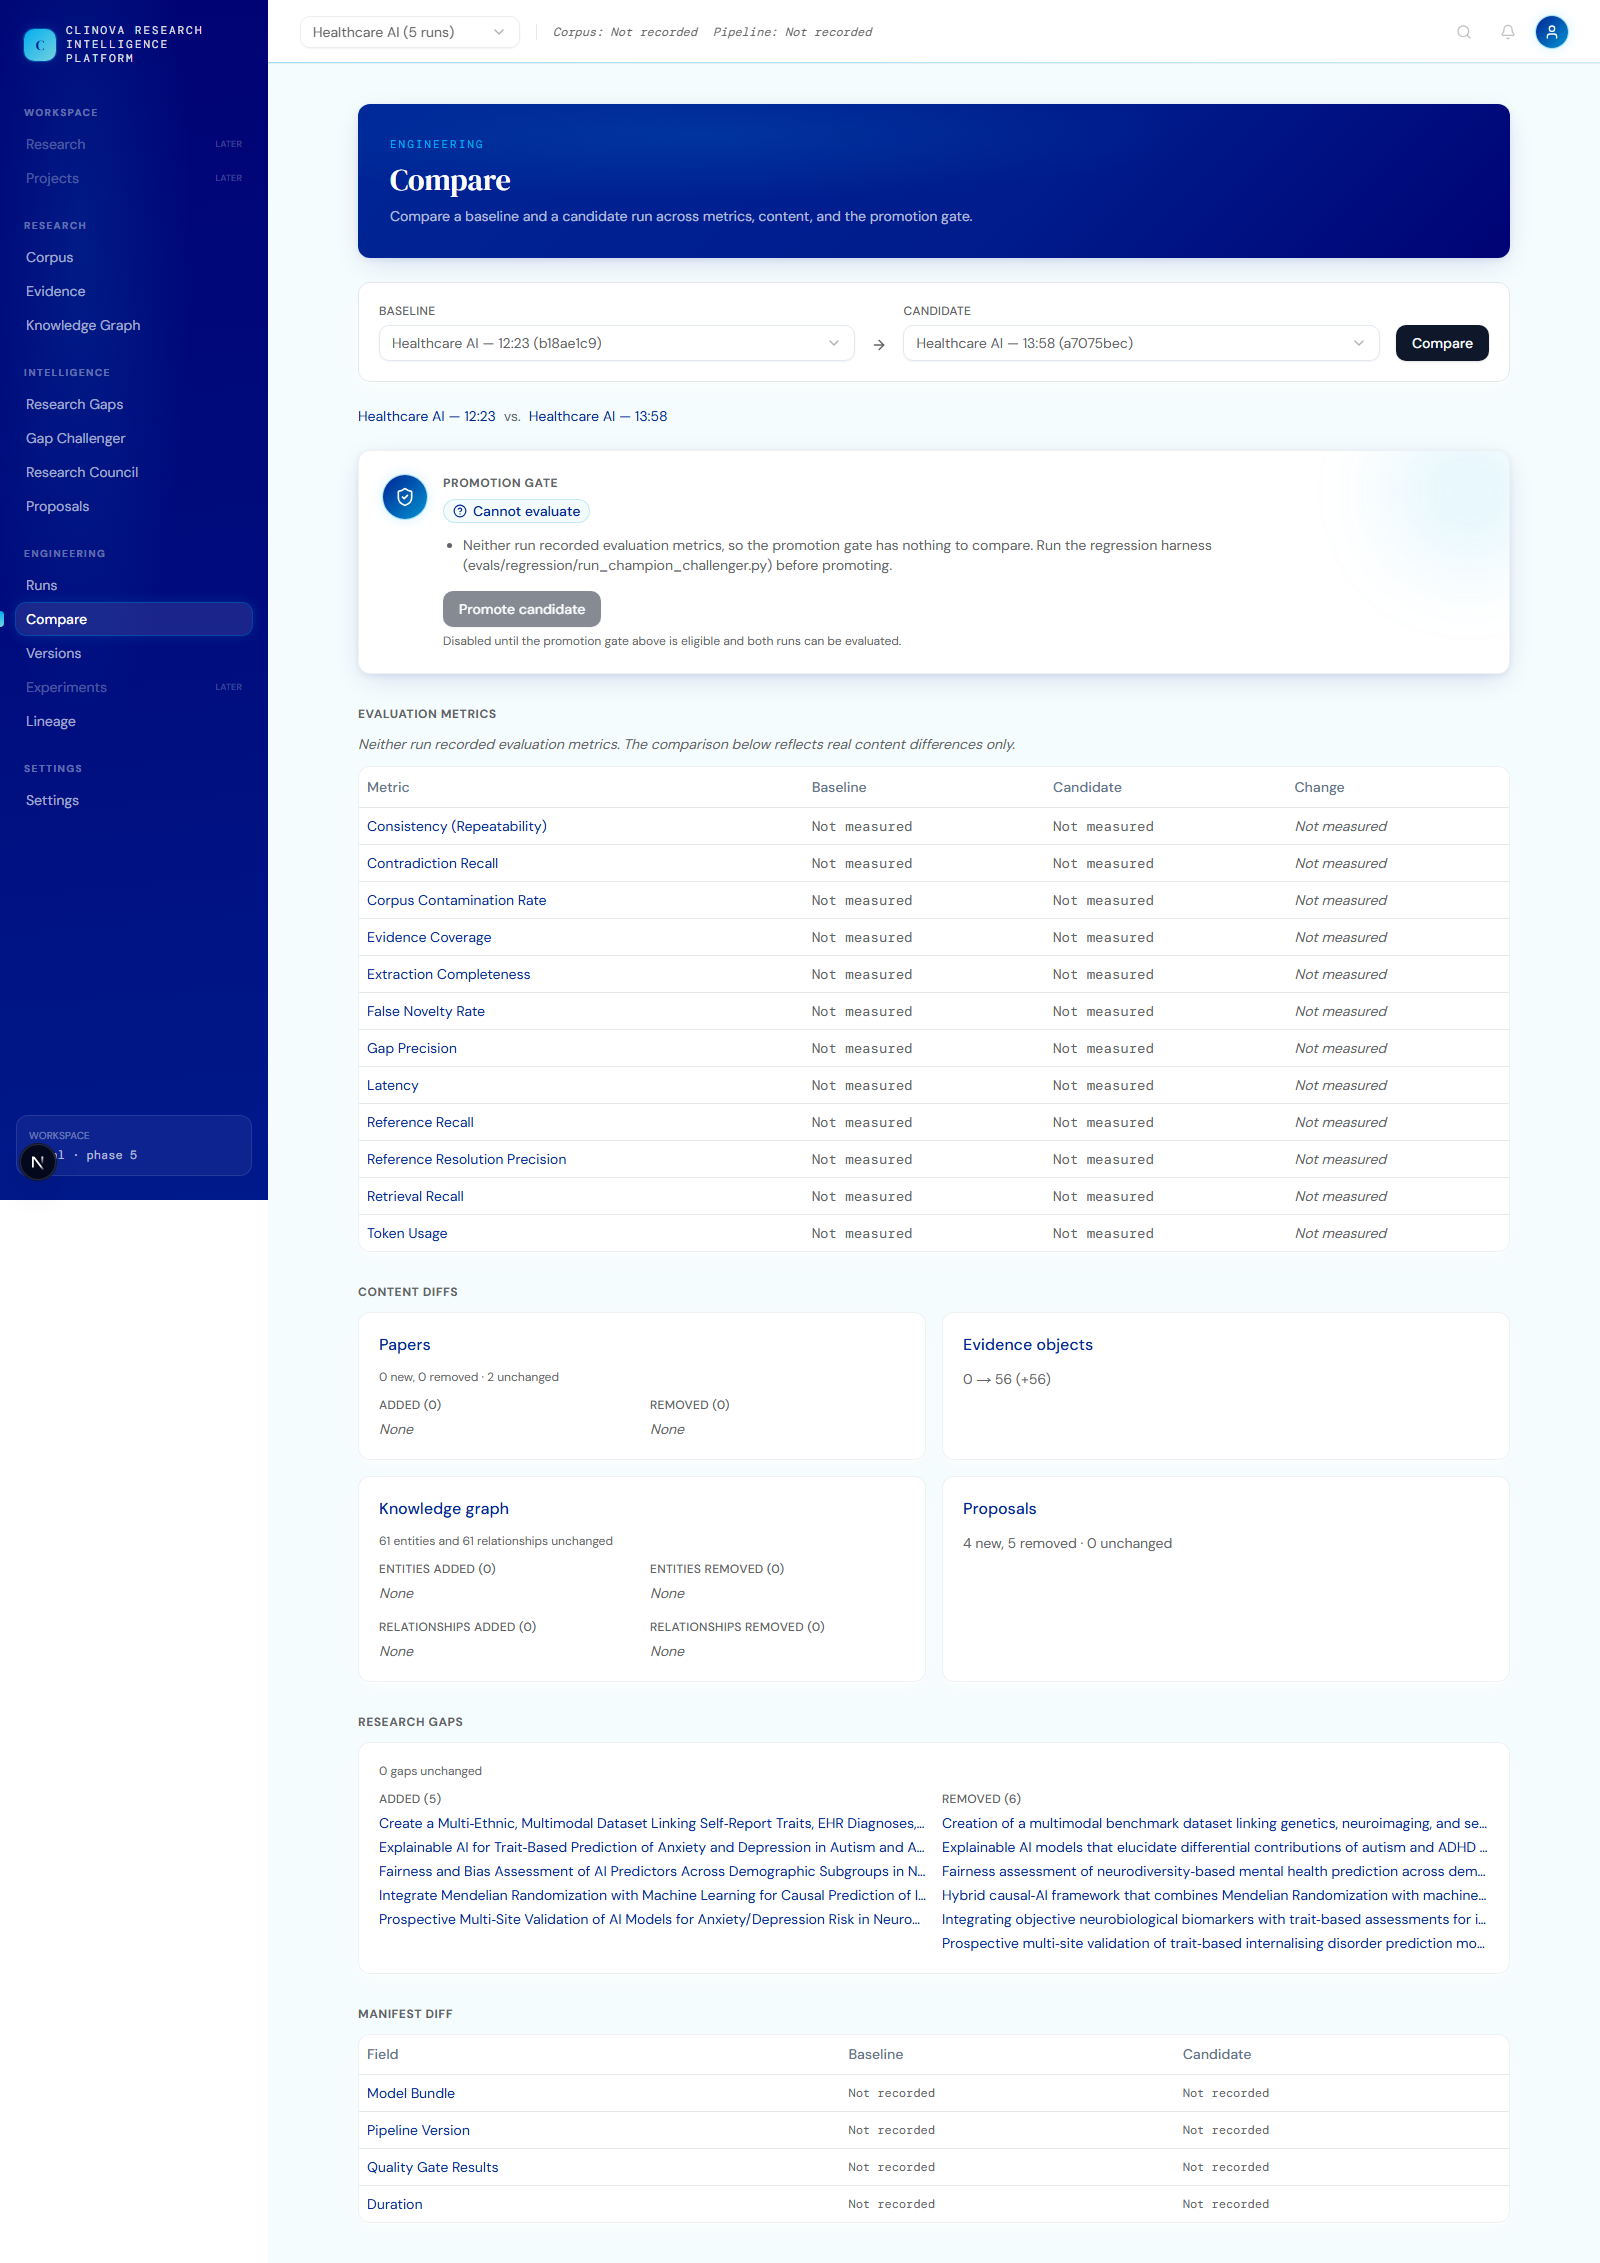 C
CLINOVA RESEARCH
INTELLIGENCE
PLATFORM
WORKSPACE
Research LATER
Projects LATER
RESEARCH
Corpus
Evidence
Knowledge Graph
INTELLIGENCE
Research Gaps
Gap Challenger
Research Council
Proposals
ENGINEERING
Runs
Compare
Versions
Experiments LATER
Lineage
SETTINGS
Settings
WORKSPACE
· phase 5
N
Healthcare AI (5 runs)
Corpus: Not recorded Pipeline: Not recorded
ENGINEERING
Compare
Compare a baseline and a candidate run across metrics, content, and the promotion gate.
BASELINE
Healthcare AI — 12:23 (b18ae1c9)
→
CANDIDATE
Healthcare AI — 13:58 (a7075bec)
Compare
Healthcare AI — 12:23 vs. Healthcare AI — 13:58
PROMOTION GATE
Cannot evaluate
• Neither run recorded evaluation metrics, so the promotion gate has nothing to compare. Run the regression harness
(evals/regression/run_champion_challenger.py) before promoting.
Promote candidate
Disabled until the promotion gate above is eligible and both runs can be evaluated.
EVALUATION METRICS
Neither run recorded evaluation metrics. The comparison below reflects real content differences only.
Metric Baseline Candidate Change
Consistency (Repeatability) Not measured Not measured Not measured
Contradiction Recall Not measured Not measured Not measured
Corpus Contamination Rate Not measured Not measured Not measured
Evidence Coverage Not measured Not measured Not measured
Extraction Completeness Not measured Not measured Not measured
False Novelty Rate Not measured Not measured Not measured
Gap Precision Not measured Not measured Not measured
Latency Not measured Not measured Not measured
Reference Recall Not measured Not measured Not measured
Reference Resolution Precision Not measured Not measured Not measured
Retrieval Recall Not measured Not measured Not measured
Token Usage Not measured Not measured Not measured
CONTENT DIFFS
Papers
0 new, 0 removed · 2 unchanged
ADDED (0) REMOVED (0)
None None
Evidence objects
0 → 56 (+56)
Knowledge graph
61 entities and 61 relationships unchanged
ENTITIES ADDED (0) ENTITIES REMOVED (0)
None None
RELATIONSHIPS ADDED (0) RELATIONSHIPS REMOVED (0)
None None
Proposals
4 new, 5 removed · 0 unchanged
RESEARCH GAPS
0 gaps unchanged
ADDED (5)
Create a Multi-Ethnic, Multimodal Dataset Linking Self-Report Traits, EHR Diagnoses,...
Explainable AI for Trait-Based Prediction of Anxiety and Depression in Autism and A...
Fairness and Bias Assessment of AI Predictors Across Demographic Subgroups in N...
Integrate Mendelian Randomization with Machine Learning for Causal Prediction of I...
Prospective Multi-Site Validation of AI Models for Anxiety/Depression Risk in Neuro...
REMOVED (6)
Creation of a multimodal benchmark dataset linking genetics, neuroimaging, and se...
Explainable AI models that elucidate differential contributions of autism and ADHD ...
Fairness assessment of neurodiversity-based mental health prediction across dem...
Hybrid causal-AI framework that combines Mendelian Randomization with machine...
Integrating objective neurobiological biomarkers with trait-based assessments for i...
Prospective multi-site validation of trait-based internalising disorder prediction mo...
MANIFEST DIFF
Field Baseline Candidate
Model Bundle Not recorded Not recorded
Pipeline Version Not recorded Not recorded
Quality Gate Results Not recorded Not recorded
Duration Not recorded Not recorded